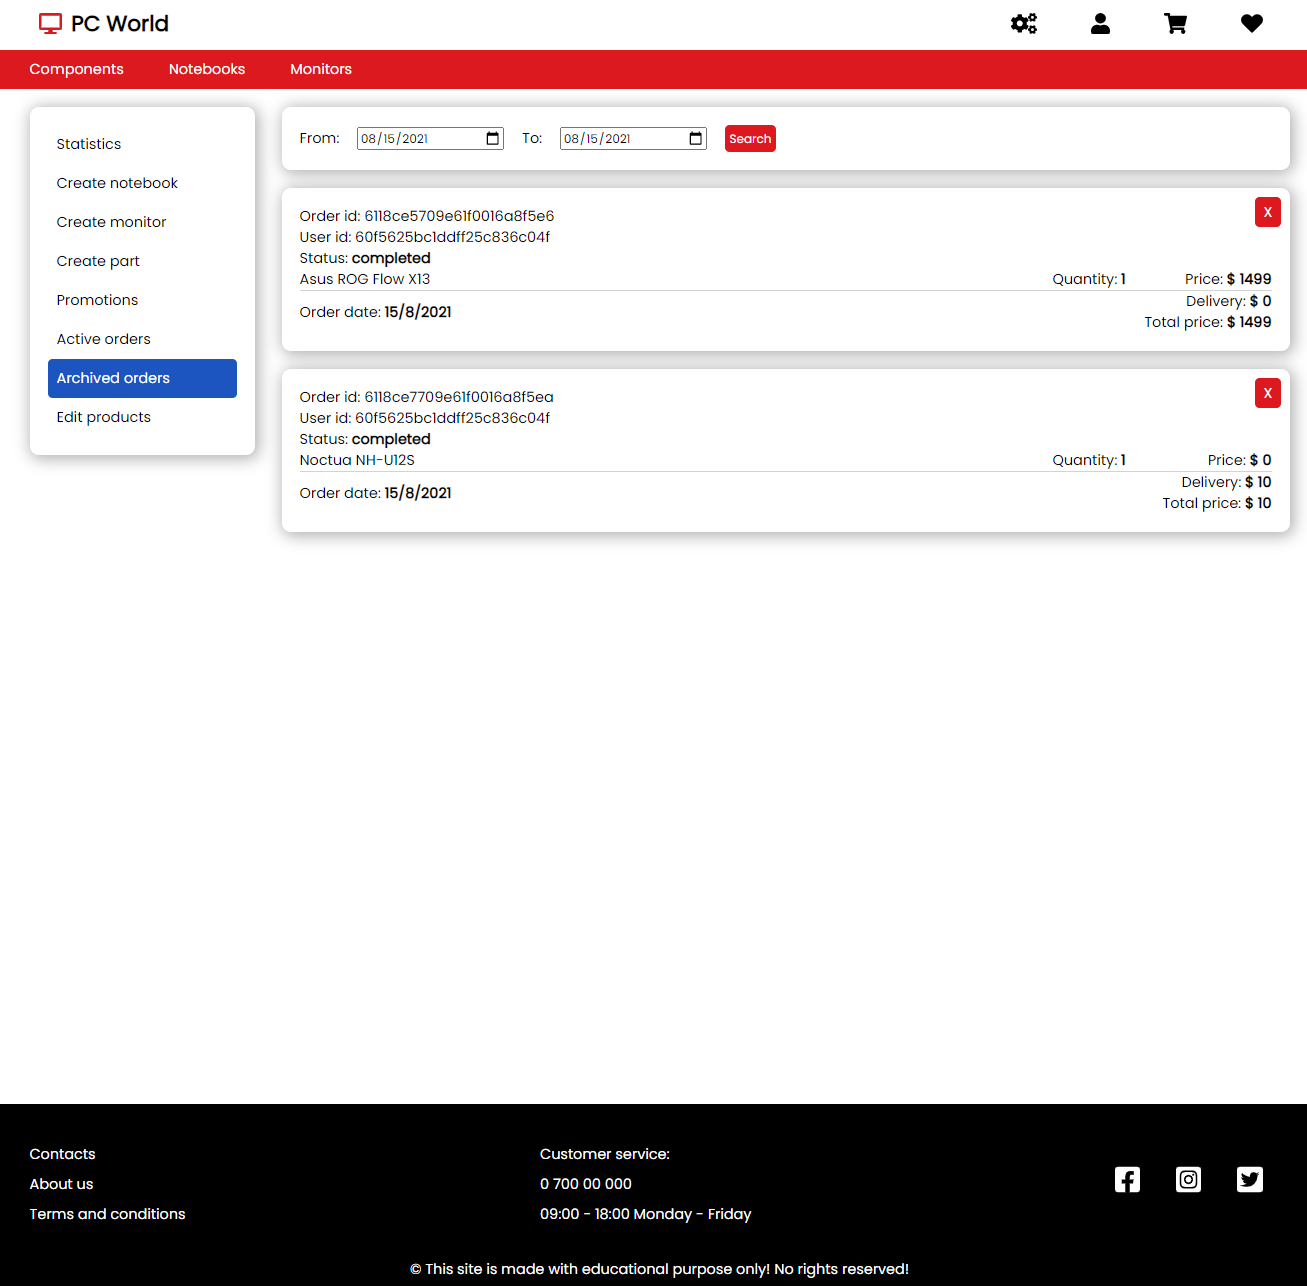 PC World
Components Notebooks Monitors
Statistics
Create notebook
Create monitor
Create part
Promotions
Active orders
Archived orders
Edit products
From: 08/15/2021 To: 08/15/2021 Search
X
Order id: 6118ce5709e61f0016a8f5e6
User id: 60f5625bc1ddff25c836c04f
Status: completed
Asus ROG Flow X13 Quantity: 1 Price: $ 1499
Order date: 15/8/2021
Delivery: $ 0
Total price: $ 1499
X
Order id: 6118ce7709e61f0016a8f5ea
User id: 60f5625bc1ddff25c836c04f
Status: completed
Noctua NH-U12S Quantity: 1 Price: $ 0
Order date: 15/8/2021
Delivery: $ 10
Total price: $ 10
Contacts
About us
Terms and conditions
Customer service:
0 700 00 000
09:00 - 18:00 Monday - Friday
© This site is made with educational purpose only! No rights reserved!